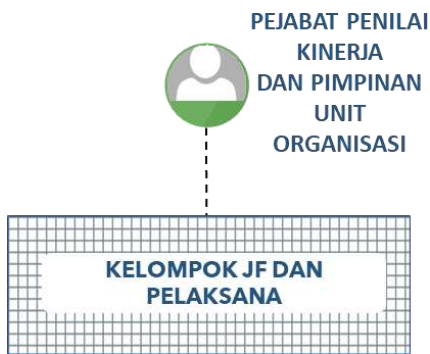 PEJABAT PENILAI
KINERJA
DAN PIMPINAN
UNIT
ORGANISASI
KELOMPOK JF DAN
PELAKSANA